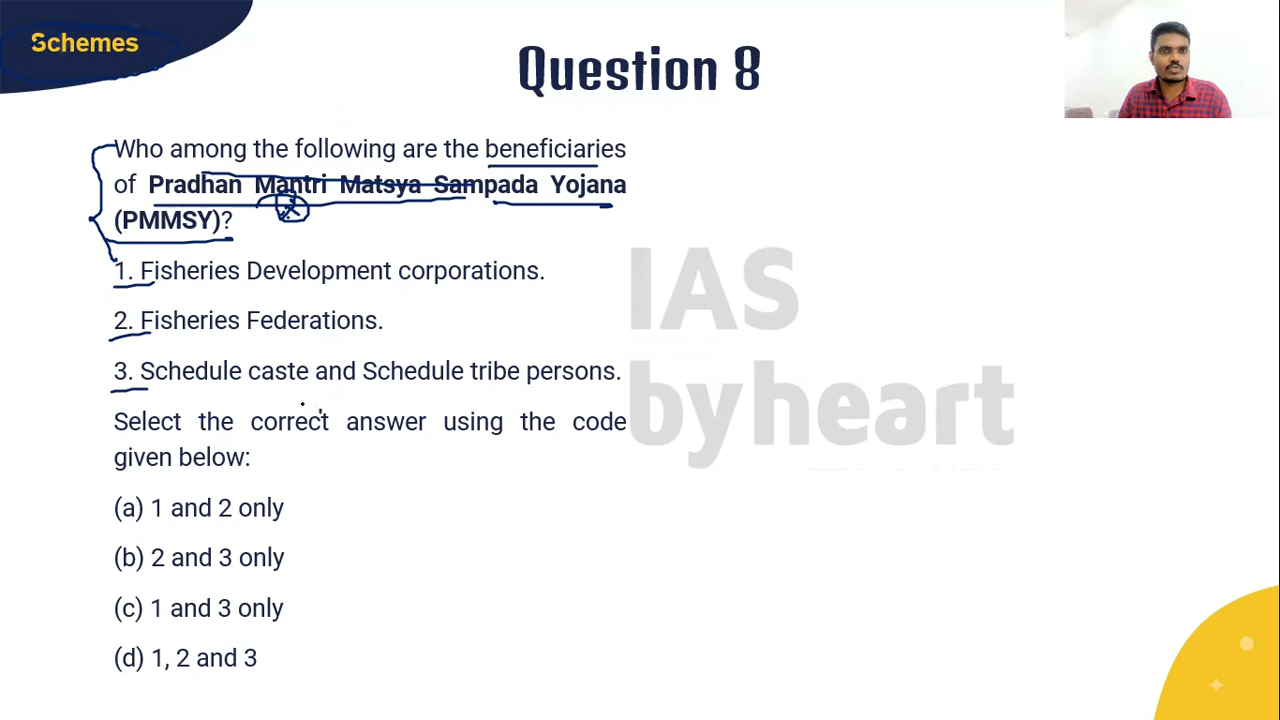 Schemes
Question 8
Who among the following are the beneficiaries
of Pradhan Mantri Matsya Sampada Yojana
(PMMSY)?
1. Fisheries Development corporations.
2. Fisheries Federations.
3. Schedule caste and Schedule tribe persons.
Select the correct answer using the code
given below:
(a) 1 and 2 only
(b) 2 and 3 only
(c) 1 and 3 only
(d) 1, 2 and 3
IAS
by heart